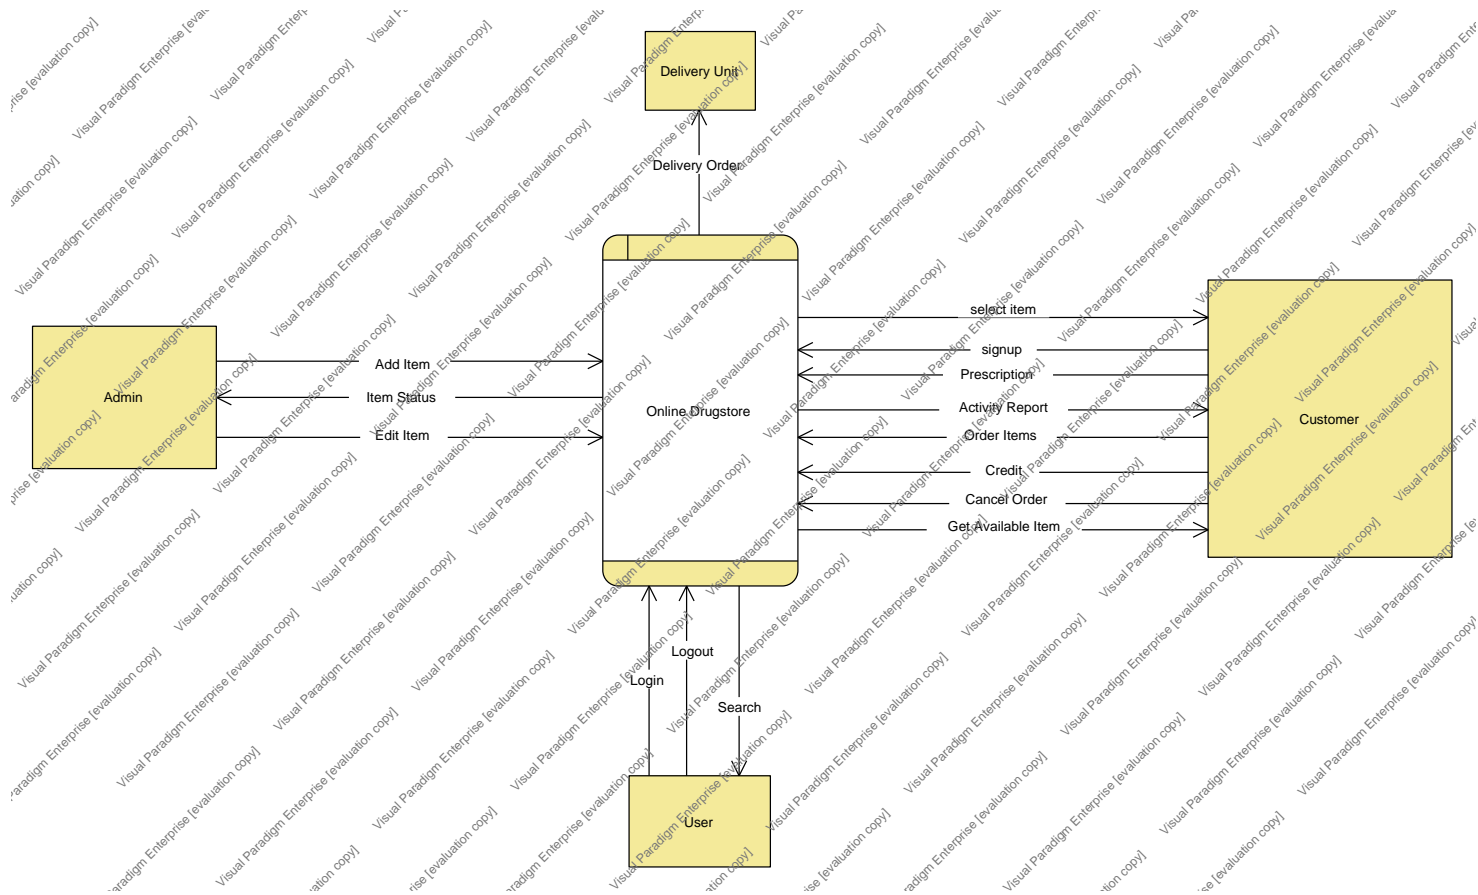 Delivery Unit
Delivery Order
select item
signup
Add Item
Prescription
Admin
Item Status
Online Drugstore
Activity Report
Customer
Edit Item
Order Items
Credit
Cancel Order
Get Available Item
Logout
Login
Search
User
Visual Paradigm Enterprise [evaluation copy]